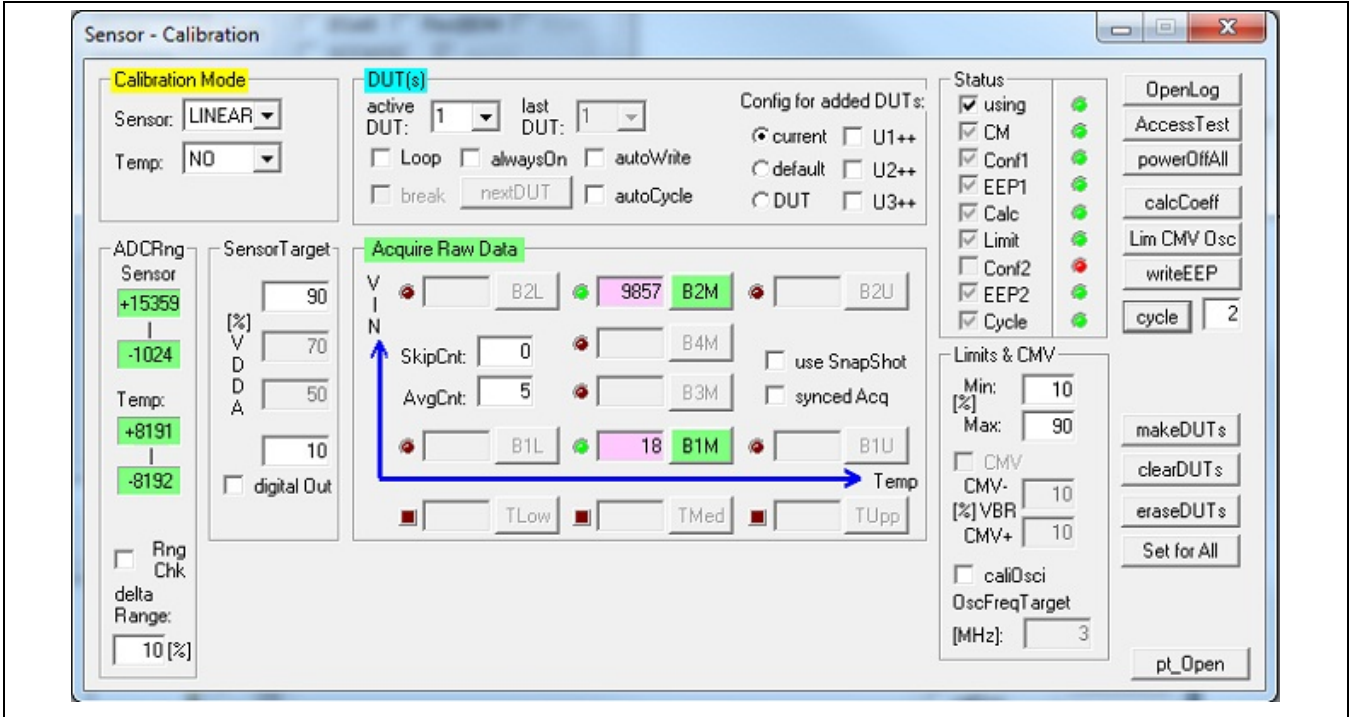 Sensor - Calibration
Calibration Mode
Sensor: LINEAR
Temp: NO
DUT(s)
active DUT: 1 last DUT: 1
Loop alwaysOn autoWrite
break nextDUT autoCycle
Config for added DUTs:
current U1++
default U2++
DUT U3++
Status
using
CM
Conf1
EEP1
Calc
Limit
Conf2
EEP2
Cycle
OpenLog
AccessTest
powerOffAll
calcCoeff
Lim CMV Osc
writeEEP
cycle 2
ADCRng
Sensor
+15359
|
-1024
Temp:
+8191
|
-8192
Rng
Chk
delta
Range:
10 [%]
SensorTarget
[%]
V
D
D
A
90
70
50
10
digital Out
Acquire Raw Data
V
I
N
B2L 9857 B2M B2U
SkipCnt: 0 B4M use SnapShot
AvgCnt: 5 B3M synced Acq
B1L 18 B1M B1U
Temp
TLow TMed TUpp
Limits & CMV
Min: 10
[%]
Max: 90
CMV
CMV- 10
[%] VBR
CMV+ 10
caliOsci
OscFreqTarget
[MHz]: 3
makeDUTs
clearDUTs
eraseDUTs
Set for All
pt_Open